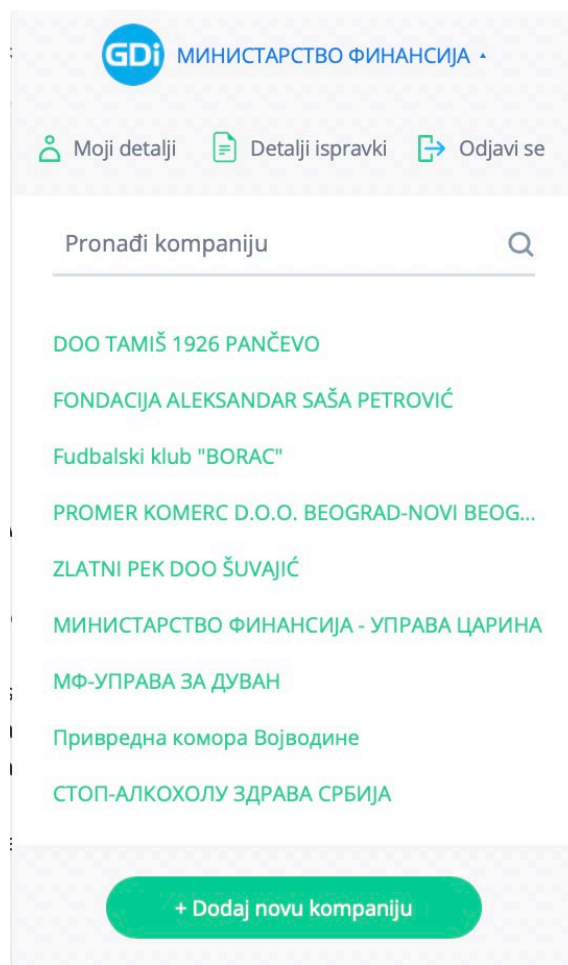 GDi МИНИСТАРСТВО ФИНАНСИЈА
Moji detalji Detalji ispravki Odjavi se
Pronađi kompaniju
DOO TAMIŠ 1926 PANČEVO
FONDACIJA ALEKSANDAR SAŠA PETROVIĆ
Fudbalski klub "BORAC"
PROMER KOMERC D.O.O. BEOGRAD-NOVI BEOG...
ZLATNI PEK DOO ŠUVAJIĆ
МИНИСТАРСТВО ФИНАНСИЈА - УПРАВА ЦАРИНА
МФ-УПРАВА ЗА ДУВАН
Привредна комора Војводине
СТОП-АЛКОХОЛУ ЗДРАВА СРБИЈА
+ Dodaj novu kompaniju